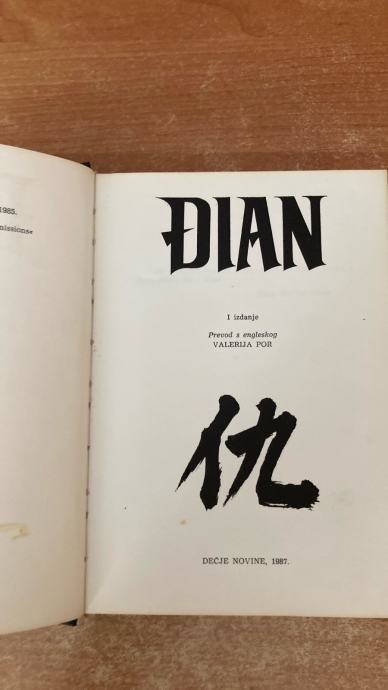 1985.
missions«
ĐIAN
I izdanje
Prevod s engleskog
VALERIJA POR
仇
DEČJE NOVINE, 1987.